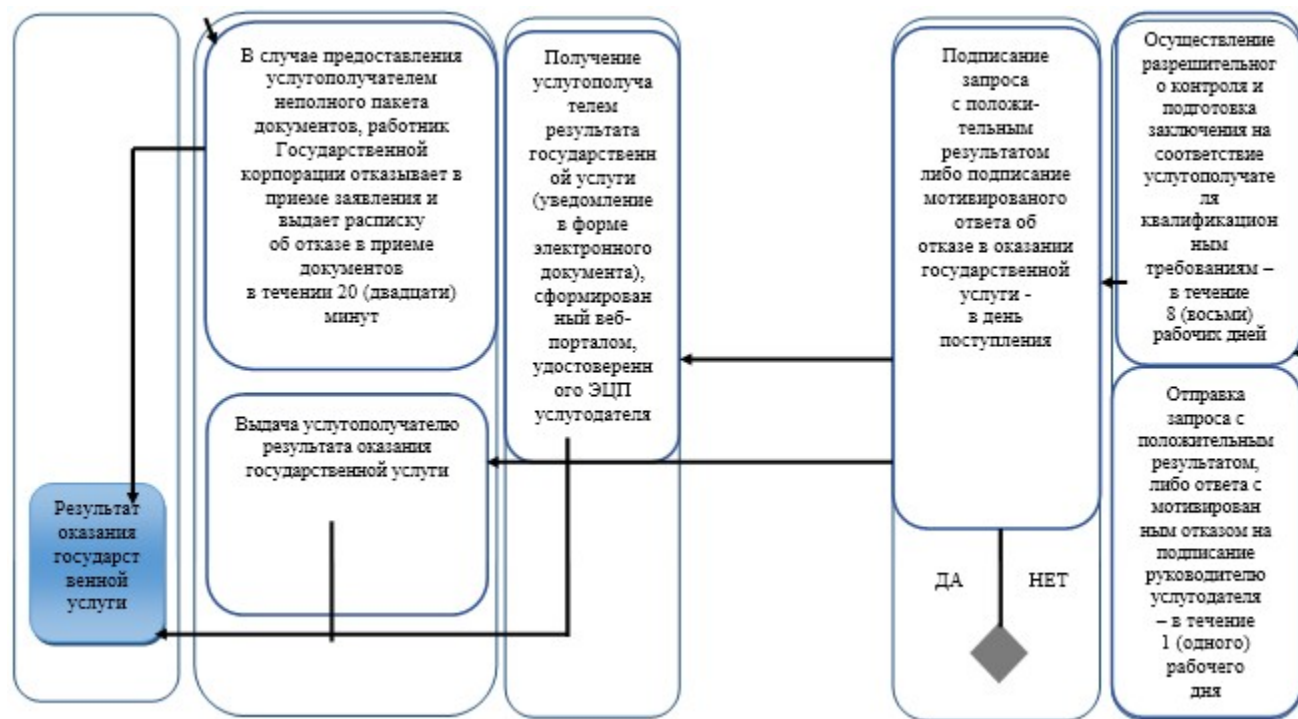 В случае предоставления
услугополучателем
неполного пакета
документов, работник
Государственной
корпорации отказывает в
приеме заявления и
выдает расписку
об отказе в приеме
документов
в течении 20 (двадцати)
минут
Выдача услугополучателю
результата оказания
государственной услуги
Результат
оказания
государст
венной
услуги
Получение
услугополуча
телем
результата
государственн
ой услуги
(уведомление
в форме
электронного
документа),
сформирован
ный веб-
порталом,
удостоверенн
ого ЭЦП
услугодателя
Подписание
запроса
с положи-
тельным
результатом
либо подписание
мотивированого
ответа об
отказе в оказании
государственной
услуги -
в день
поступления
ДА
НЕТ
Осуществление
разрешительног
о контроля и
подготовка
заключения на
соответствие
услугополучате
ля
квалификацион
ным
требованиям –
в течение
8 (восьми)
рабочих дней
Отправка
запроса с
положительным
результатом,
либо ответа с
мотивирован
ным отказом на
подписание
руководителю
услугодателя
– в течение
1 (одного)
рабочего
дня